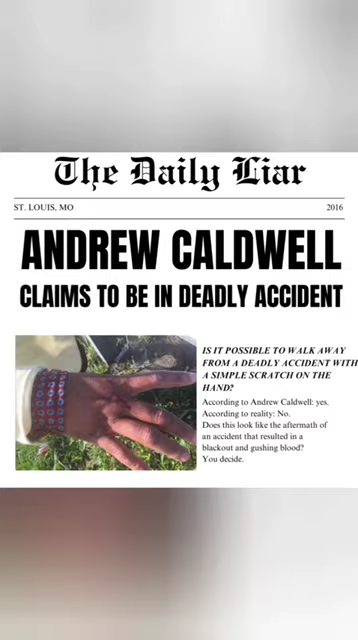 The Daily Liar
ST. LOUIS, MO 2016
ANDREW CALDWELL
CLAIMS TO BE IN DEADLY ACCIDENT
IS IT POSSIBLE TO WALK AWAY
FROM A DEADLY ACCIDENT WITH
A SIMPLE SCRATCH ON THE
HAND?
According to Andrew Caldwell: yes.
According to reality: No.
Does this look like the aftermath of
an accident that resulted in a
blackout and gushing blood?
You decide.